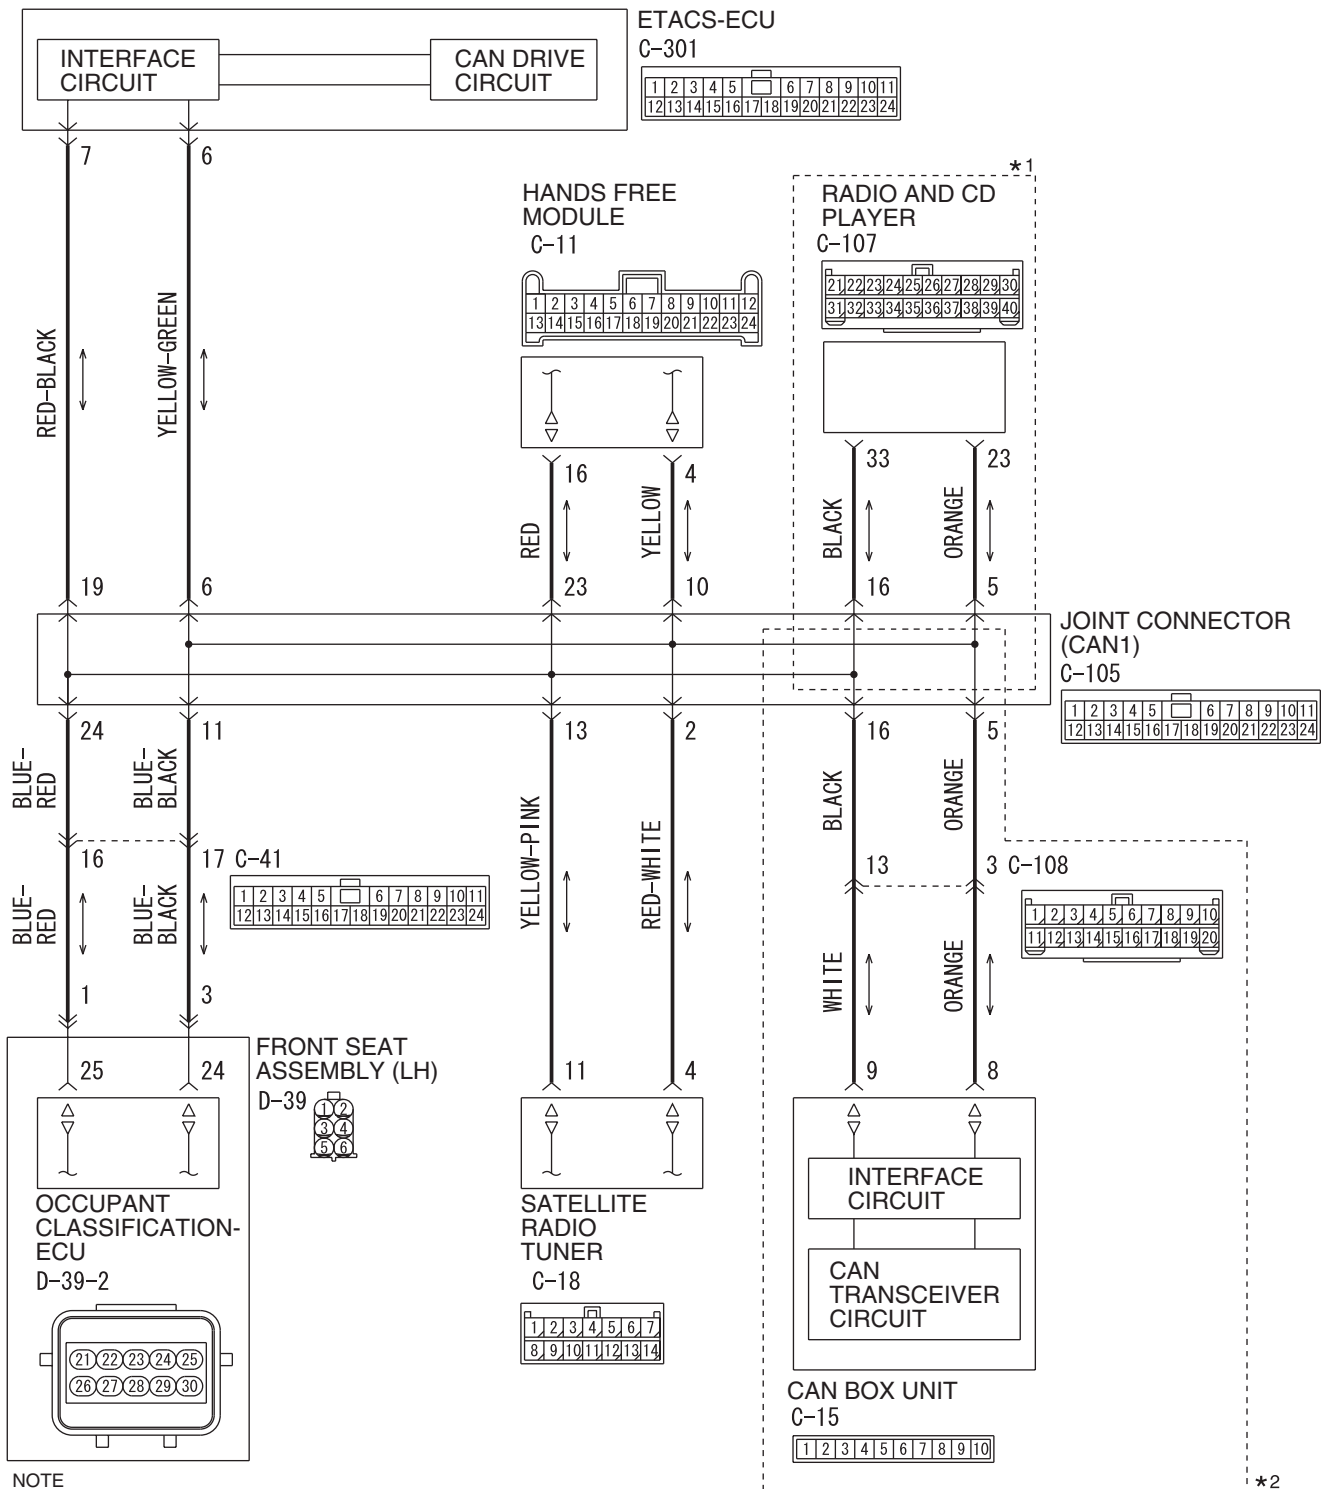 ETACS-ECU
C-301
INTERFACE
CIRCUIT
CAN DRIVE
CIRCUIT
1 2 3 4 5 6 7 8 9 10 11
12 13 14 15 16 17 18 19 20 21 22 23 24
7 6
*1
HANDS FREE
MODULE
C-11
1 2 3 4 5 6 7 8 9 10 11 12
13 14 15 16 17 18 19 20 21 22 23 24
RADIO AND CD
PLAYER
C-107
21 22 23 24 25 26 27 28 29 30
31 32 33 34 35 36 37 38 39 40
RED-BLACK
YELLOW-GREEN
16 4 33 23
RED
YELLOW
BLACK
ORANGE
19 6 23 10 16 5
JOINT CONNECTOR
(CAN1)
C-105
1 2 3 4 5 6 7 8 9 10 11
12 13 14 15 16 17 18 19 20 21 22 23 24
24 11 13 2 16 5
BLUE-
RED
BLUE-
BLACK
YELLOW-PINK
RED-WHITE
BLACK
ORANGE
16 17 C-41
1 2 3 4 5 6 7 8 9 10 11
12 13 14 15 16 17 18 19 20 21 22 23 24
13 3 C-108
1 2 3 4 5 6 7 8 9 10
11 12 13 14 15 16 17 18 19 20
BLUE-
RED
BLUE-
BLACK
WHITE
ORANGE
1 3
FRONT SEAT
ASSEMBLY (LH)
D-39
1 2
3 4
5 6
25 24 11 4 9 8
OCCUPANT
CLASSIFICATION-
ECU
D-39-2
21 22 23 24 25
26 27 28 29 30
SATELLITE
RADIO
TUNER
C-18
1 2 3 4 5 6 7
8 9 10 11 12 13 14
INTERFACE
CIRCUIT
CAN
TRANSCEIVER
CIRCUIT
CAN BOX UNIT
C-15
1 2 3 4 5 6 7 8 9 10
NOTE
*2